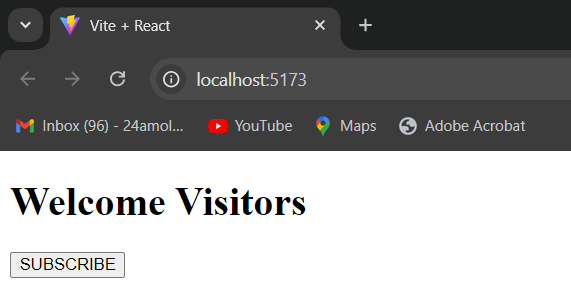 Vite + React
localhost:5173
Inbox (96) - 24amol... YouTube Maps Adobe Acrobat
Welcome Visitors
SUBSCRIBE